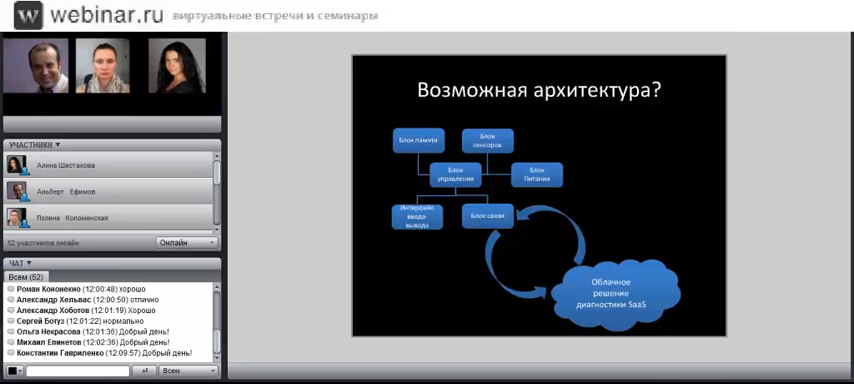 webinar.ru виртуальные встречи и семинары
УЧАСТНИКИ
Алина Шестакова
Альберт Ефимов
Полина Коломенская
52 участников онлайн
Онлайн
ЧАТ
Всем (52)
Роман Кононенко (12:00:48) хорошо
Александр Хельвас (12:00:50) отлично
Александр Хоботов (12:01:19) Хорошо
Сергей Ботуз (12:01:22) нормально
Ольга Некрасова (12:01:36) Добрый день!
Михаил Епинетов (12:02:36) Добрый день!
Константин Гавриленко (12:09:57) Добрый день!
Всем
Возможная архитектура?
Блок памяти
Блок
сенсоров
Блок
управления
Блок
Питание
Интерфейс
ввода-
вывода
Блок связи
Облачное
решение
диагностики SaaS